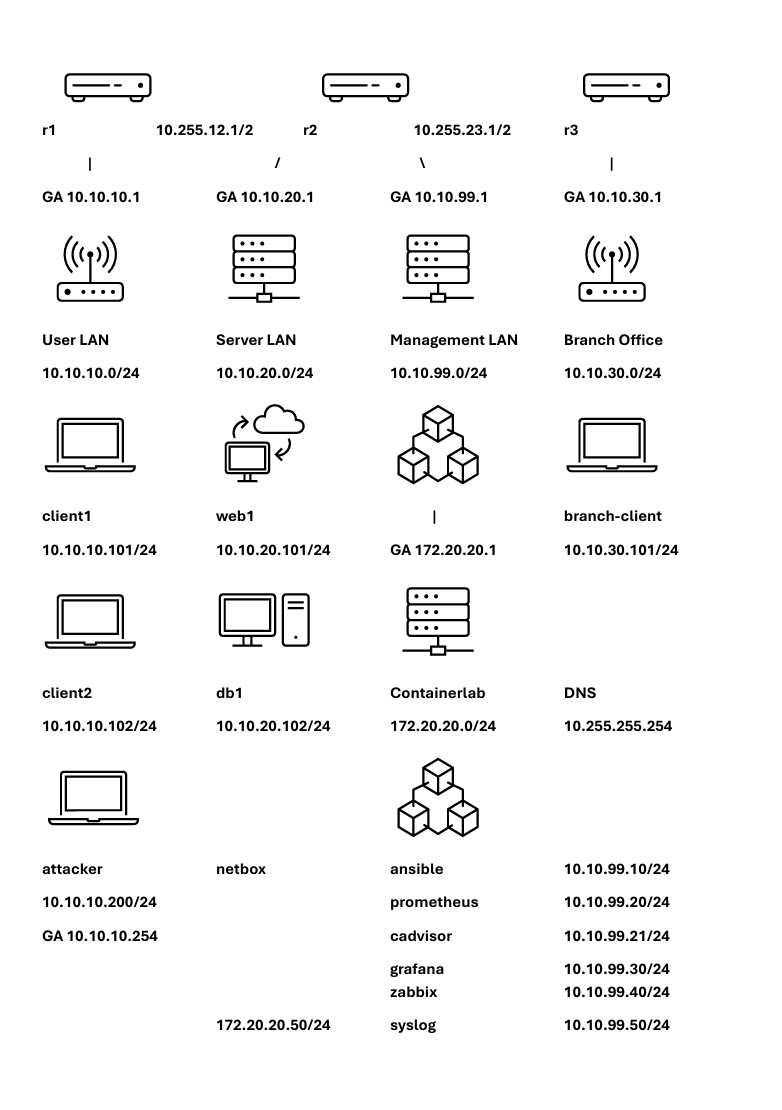 r1 10.255.12.1/2 r2 10.255.23.1/2 r3
| / \ |
GA 10.10.10.1 GA 10.10.20.1 GA 10.10.99.1 GA 10.10.30.1
User LAN Server LAN Management LAN Branch Office
10.10.10.0/24 10.10.20.0/24 10.10.99.0/24 10.10.30.0/24
client1 web1 | branch-client
10.10.10.101/24 10.10.20.101/24 GA 172.20.20.1 10.10.30.101/24
client2 db1 Containerlab DNS
10.10.10.102/24 10.10.20.102/24 172.20.20.0/24 10.255.255.254
attacker netbox ansible 10.10.99.10/24
10.10.10.200/24 prometheus 10.10.99.20/24
GA 10.10.10.254 cadvisor 10.10.99.21/24
grafana 10.10.99.30/24
zabbix 10.10.99.40/24
172.20.20.50/24 syslog 10.10.99.50/24